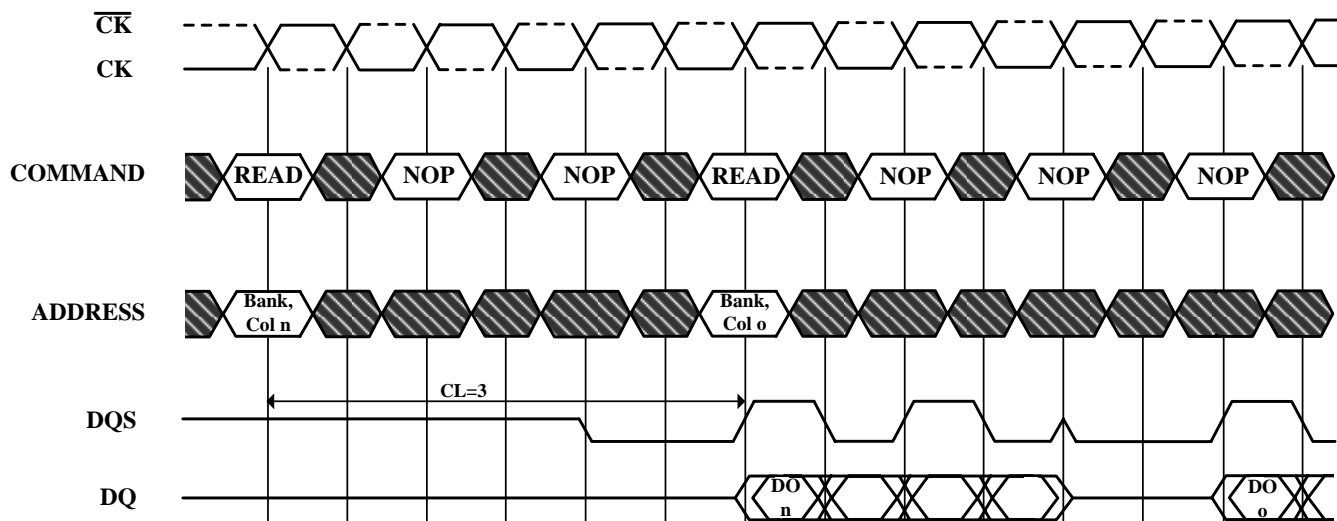 CK
CK
COMMAND
READ NOP NOP READ NOP NOP NOP
ADDRESS
Bank,
Col n
Bank,
Col o
CL=3
DQS
DQ
DO
n
DO
o